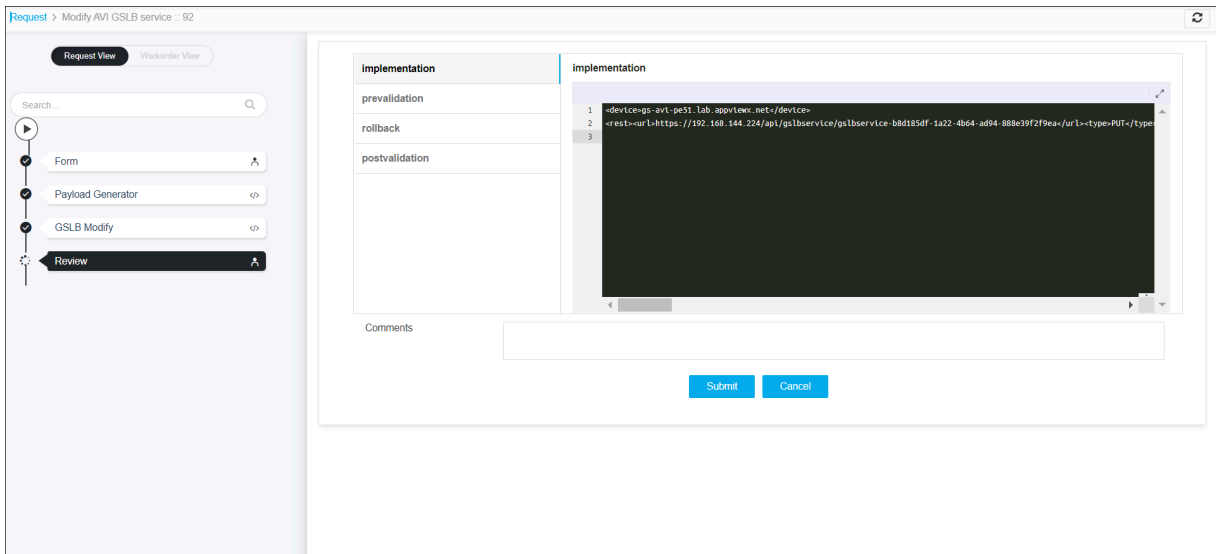 Request > Modify AVI GSLB service :: 92
Request View
Workorder View
Search...
Form
Payload Generator
</>
GSLB Modify
</>
Review
implementation
prevalidation
rollback
postvalidation
implementation
1 <device>gs-avi-pe51.lab.appviewx.net</device>
2 <rest><url>https://192.168.144.224/api/gslbservice/gslbservice-b8d185df-1a22-4b64-ad94-888e39f2f9ea</url><type>PUT</type
3
Comments
Submit
Cancel